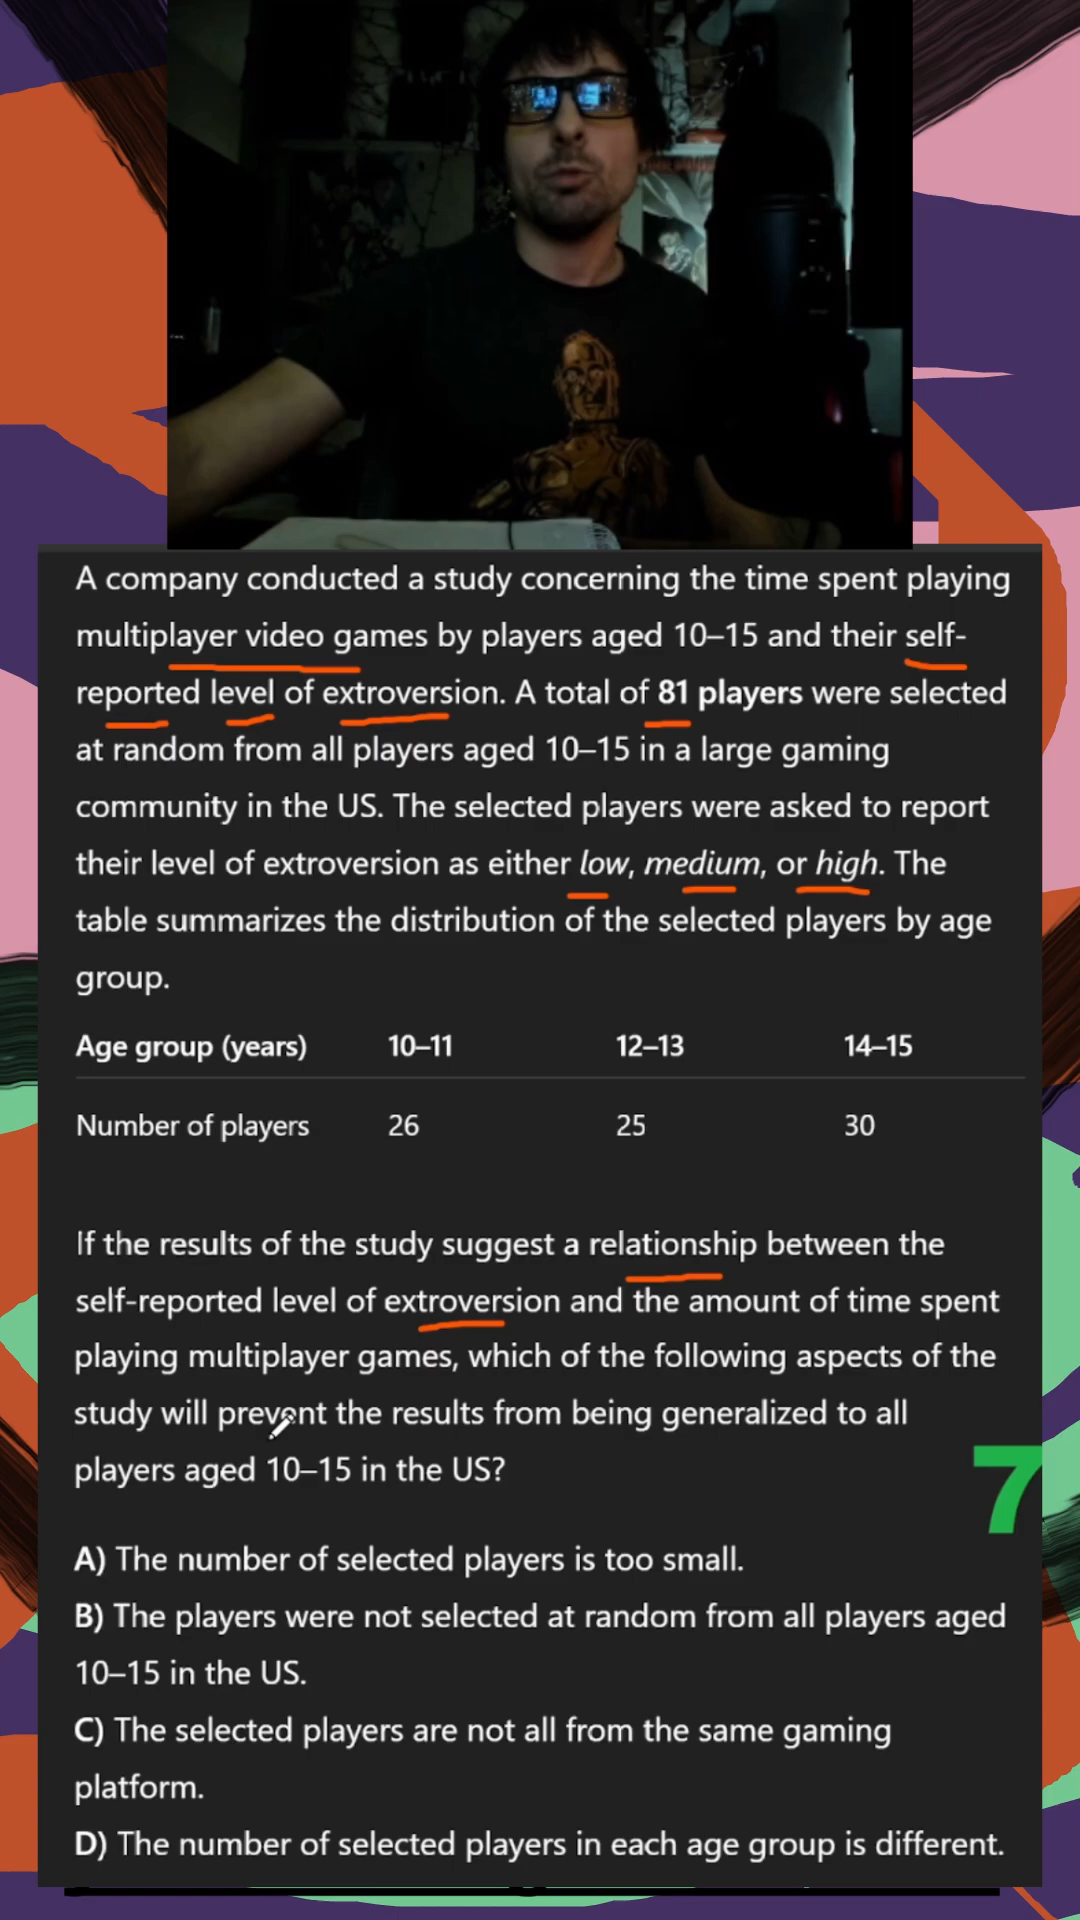 A company conducted a study concerning the time spent playing
multiplayer video games by players aged 10–15 and their self-
reported level of extroversion. A total of 81 players were selected
at random from all players aged 10–15 in a large gaming
community in the US. The selected players were asked to report
their level of extroversion as either low, medium, or high. The
table summarizes the distribution of the selected players by age
group.
Age group (years) 10–11 12–13 14–15
Number of players 26 25 30
If the results of the study suggest a relationship between the
self-reported level of extroversion and the amount of time spent
playing multiplayer games, which of the following aspects of the
study will prevent the results from being generalized to all
players aged 10–15 in the US?
7
A) The number of selected players is too small.
B) The players were not selected at random from all players aged
10–15 in the US.
C) The selected players are not all from the same gaming
platform.
D) The number of selected players in each age group is different.